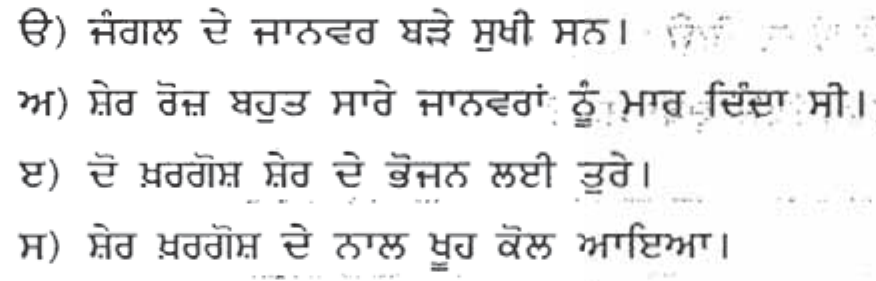 ੳ) ਜੰਗਲ ਦੇ ਜਾਨਵਰ ਬੜੇ ਸੁਖੀ ਸਨ।
ਅ) ਸ਼ੇਰ ਰੋਜ਼ ਬਹੁਤ ਸਾਰੇ ਜਾਨਵਰਾਂ ਨੂੰ ਮਾਰ ਦਿੰਦਾ ਸੀ।
ੲ) ਦੋ ਖ਼ਰਗੋਸ਼ ਸ਼ੇਰ ਦੇ ਭੋਜਨ ਲਈ ਤੁਰੇ।
ਸ) ਸ਼ੇਰ ਖ਼ਰਗੋਸ਼ ਦੇ ਨਾਲ ਖੂਹ ਕੋਲ ਆਇਆ।